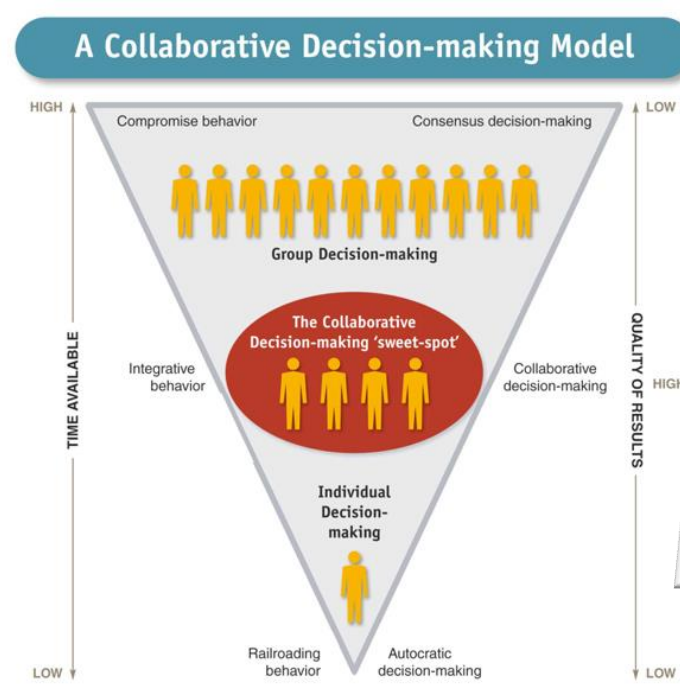 A Collaborative Decision-making Model
HIGH
LOW
Compromise behavior
Consensus decision-making
Group Decision-making
The Collaborative
Decision-making ‘sweet-spot’
TIME AVAILABLE
QUALITY OF RESULTS
Integrative
behavior
Collaborative
decision-making
HIGH
Individual
Decision-
making
Railroading
behavior
Autocratic
decision-making
LOW
LOW